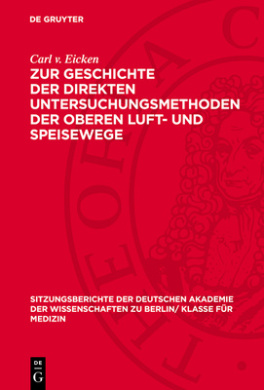 DE GRUYTER
Carl v. Eicken
ZUR GESCHICHTE
DER DIREKTEN
UNTERSUCHUNGSMETHODEN
DER OBEREN LUFT- UND
SPEISEWEGE
SITZUNGSBERICHTE DER DEUTSCHEN AKADEMIE
DER WISSENSCHAFTEN ZU BERLIN/ KLASSE FÜR
MEDIZIN
DE
G